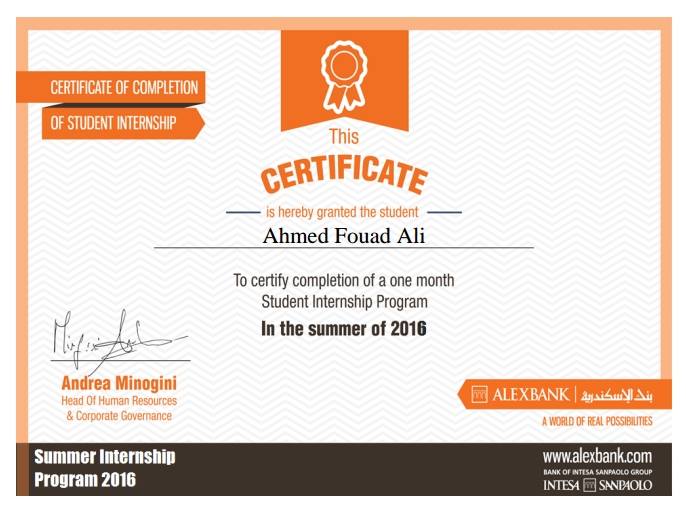 CERTIFICATE OF COMPLETION
OF STUDENT INTERNSHIP
This
CERTIFICATE
is hereby granted the student
Ahmed Fouad Ali
To certify completion of a one month
Student Internship Program
In the summer of 2016
Andrea Minogini
Head Of Human Resources
& Corporate Governance
ALEXBANK | بنك الإسكندرية
A WORLD OF REAL POSSIBILITIES
Summer Internship
Program 2016
www.alexbank.com
BANK OF INTESA SANPAOLO GROUP
INTESA SANPAOLO